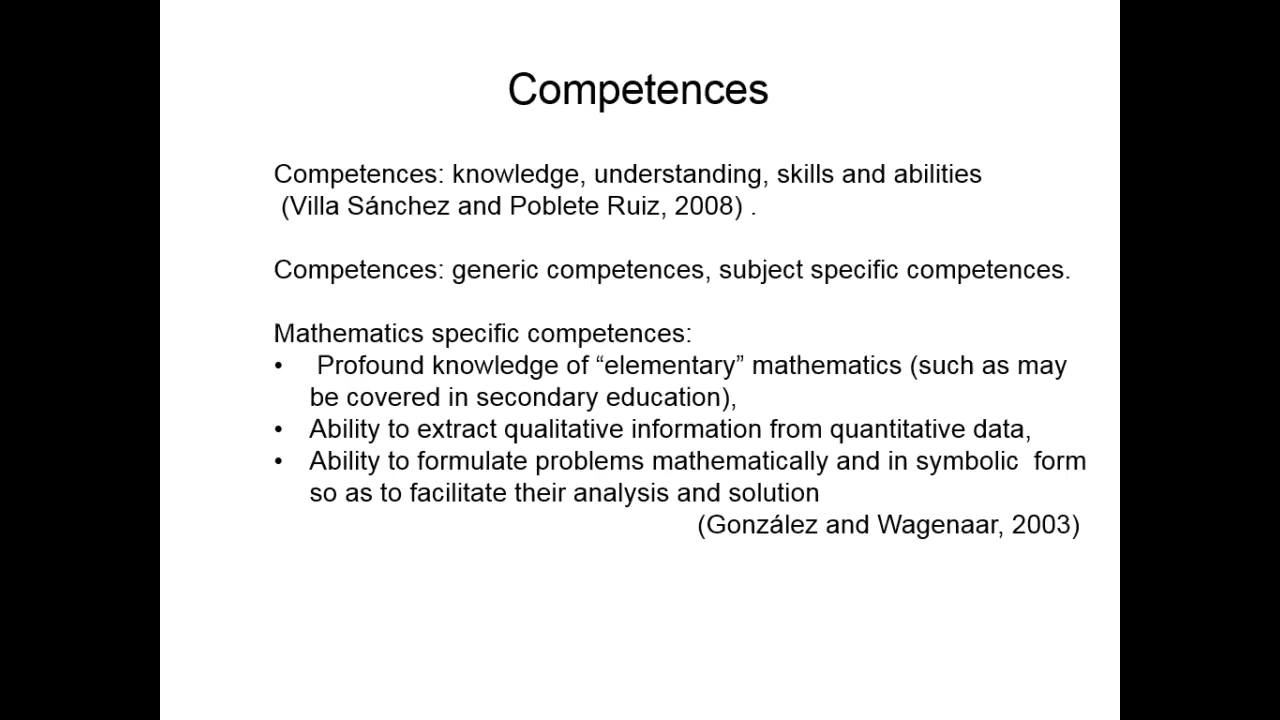 Competences
Competences: knowledge, understanding, skills and abilities
(Villa Sánchez and Poblete Ruiz, 2008) .
Competences: generic competences, subject specific competences.
Mathematics specific competences:
• Profound knowledge of “elementary” mathematics (such as may
be covered in secondary education),
• Ability to extract qualitative information from quantitative data,
• Ability to formulate problems mathematically and in symbolic form
so as to facilitate their analysis and solution
(González and Wagenaar, 2003)